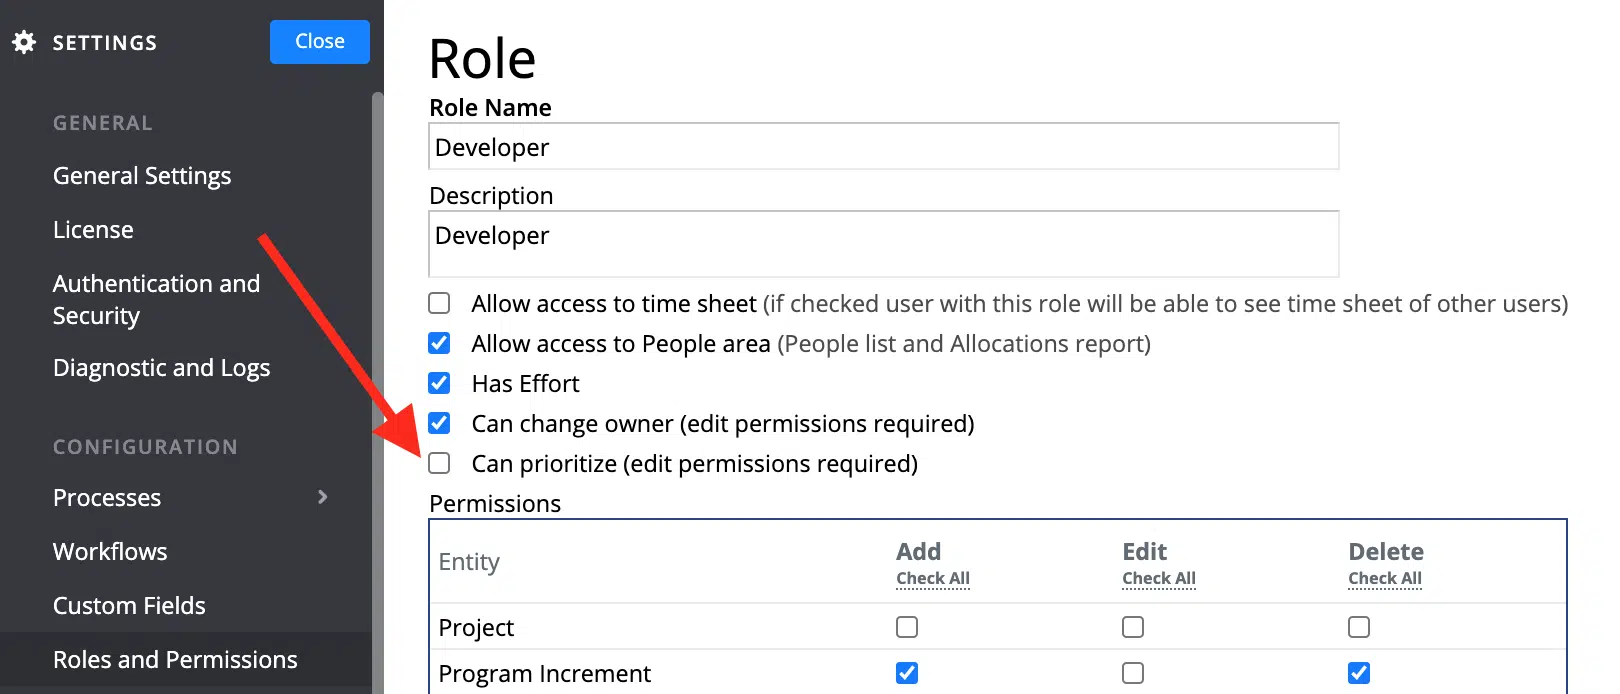 SETTINGS
Close
GENERAL
General Settings
License
Authentication and
Security
Diagnostic and Logs
CONFIGURATION
Processes
Workflows
Custom Fields
Roles and Permissions
Role
Role Name
Developer
Description
Developer
Allow access to time sheet (if checked user with this role will be able to see time sheet of other users)
Allow access to People area (People list and Allocations report)
Has Effort
Can change owner (edit permissions required)
Can prioritize (edit permissions required)
Permissions
Entity Add Edit Delete
Check All Check All Check All
Project
Program Increment